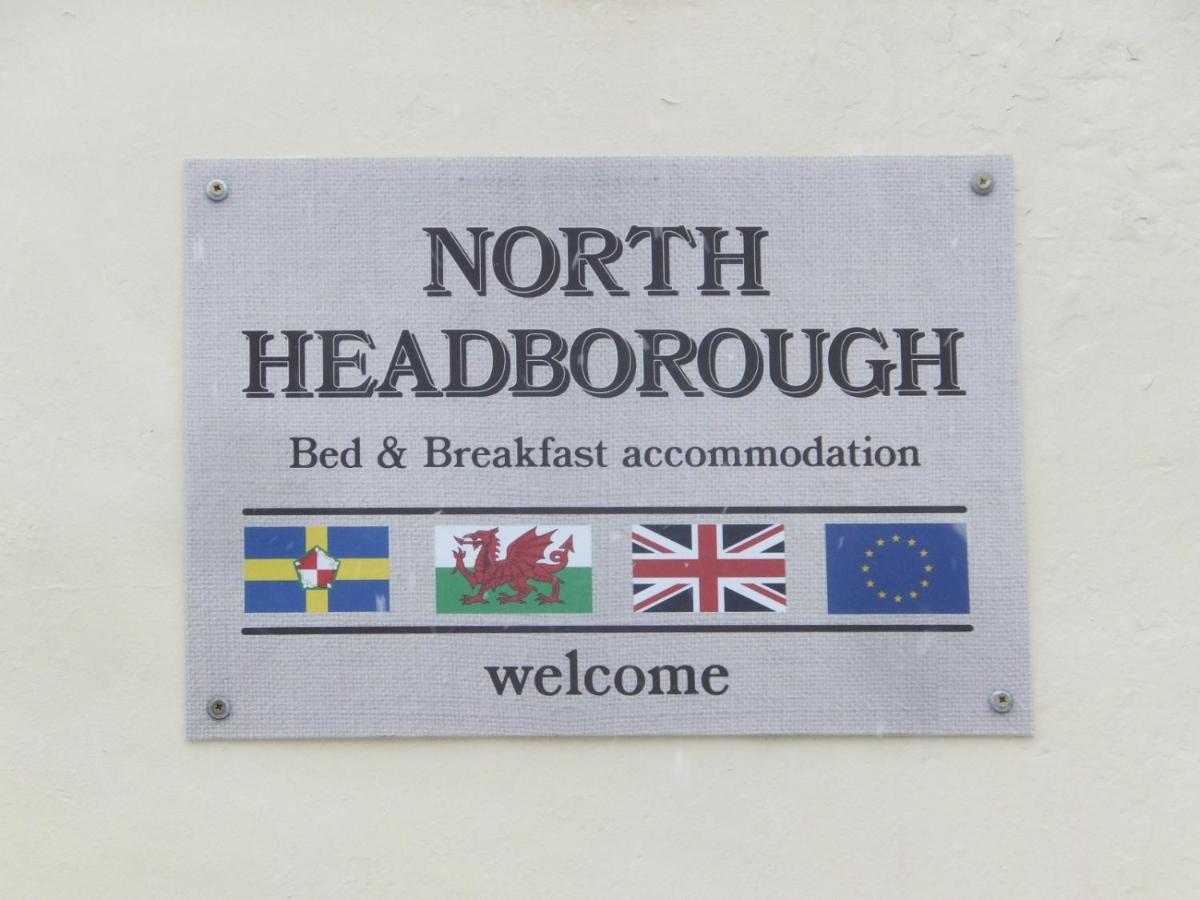 NORTH
HEADBOROUGH
Bed & Breakfast accommodation
welcome